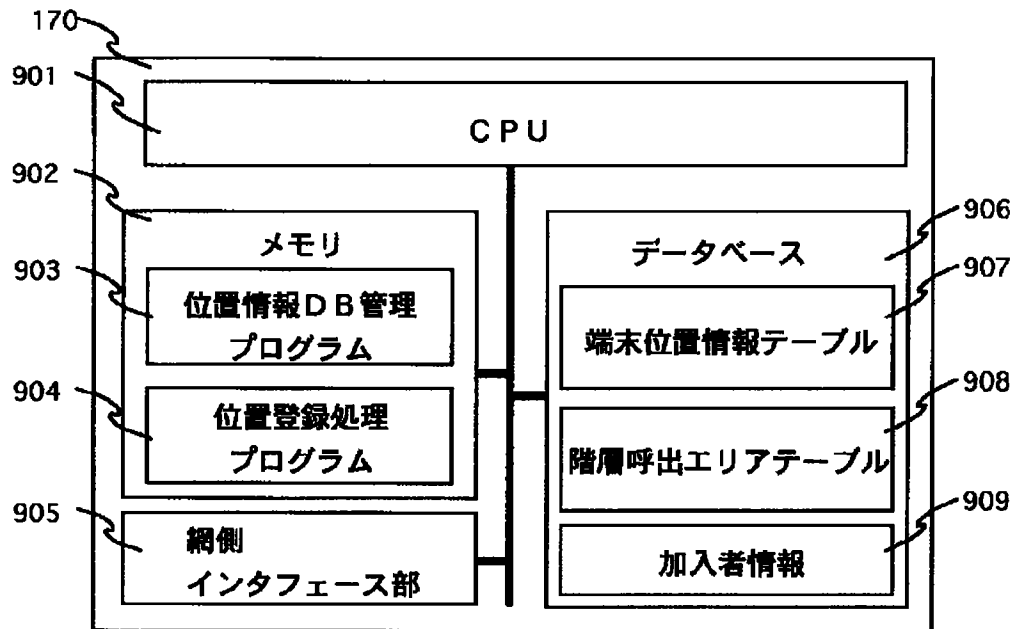 170
901
CPU
902
メモリ
903
位置情報DB管理
プログラム
904
位置登録処理
プログラム
905
網側
インタフェース部
データベース
906
907
端末位置情報テーブル
908
階層呼出エリアテーブル
909
加入者情報